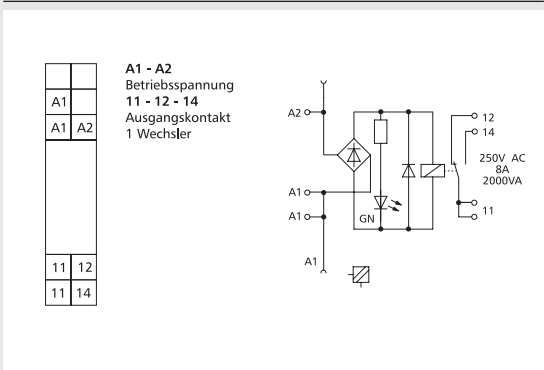 A1
A1 A2
11 12
11 14
A1 - A2
Betriebsspannung
11 - 12 - 14
Ausgangskontakt
1 Wechsler
A2
A1
A1
A1
GN
12
14
250V AC
8A
2000VA
11